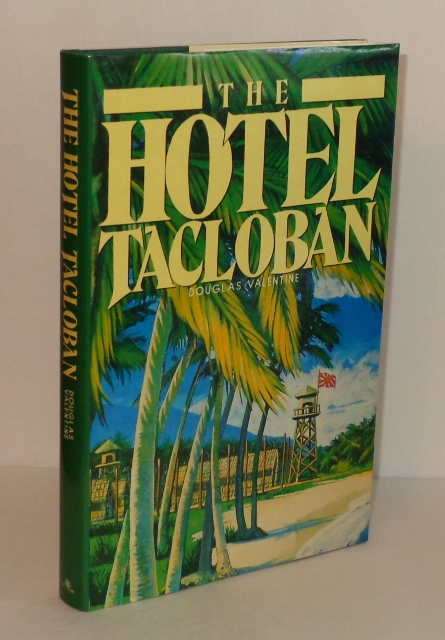 THE
HOTEL
TACLOBAN
DOUGLAS VALENTINE
THE HOTEL TACLOBAN
DOUGLAS
VALENTINE